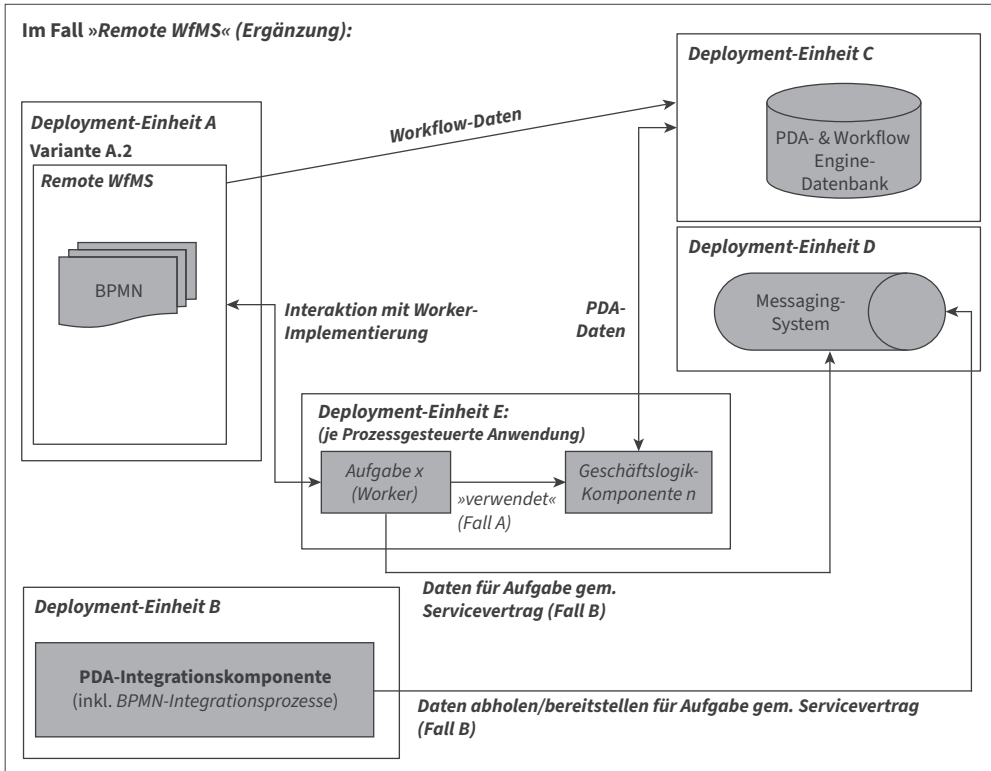 Im Fall »Remote WfMS« (Ergänzung):
Deployment-Einheit C
PDA- & Workflow
Engine-
Datenbank
Workflow-Daten
Deployment-Einheit A
Variante A.2
Remote WfMS
BPMN
Deployment-Einheit D
Messaging-
System
Interaktion mit Worker-
Implementierung
PDA-
Daten
Deployment-Einheit E:
(je Prozessgesteuerte Anwendung)
Aufgabe x
(Worker)
»verwendet«
(Fall A)
Geschäftslogik-
Komponente n
Daten für Aufgabe gem.
Servicevertrag (Fall B)
Deployment-Einheit B
PDA-Integrationskomponente
(inkl. BPMN-Integrationsprozesse)
Daten abholen/bereitstellen für Aufgabe gem. Servicevertrag
(Fall B)